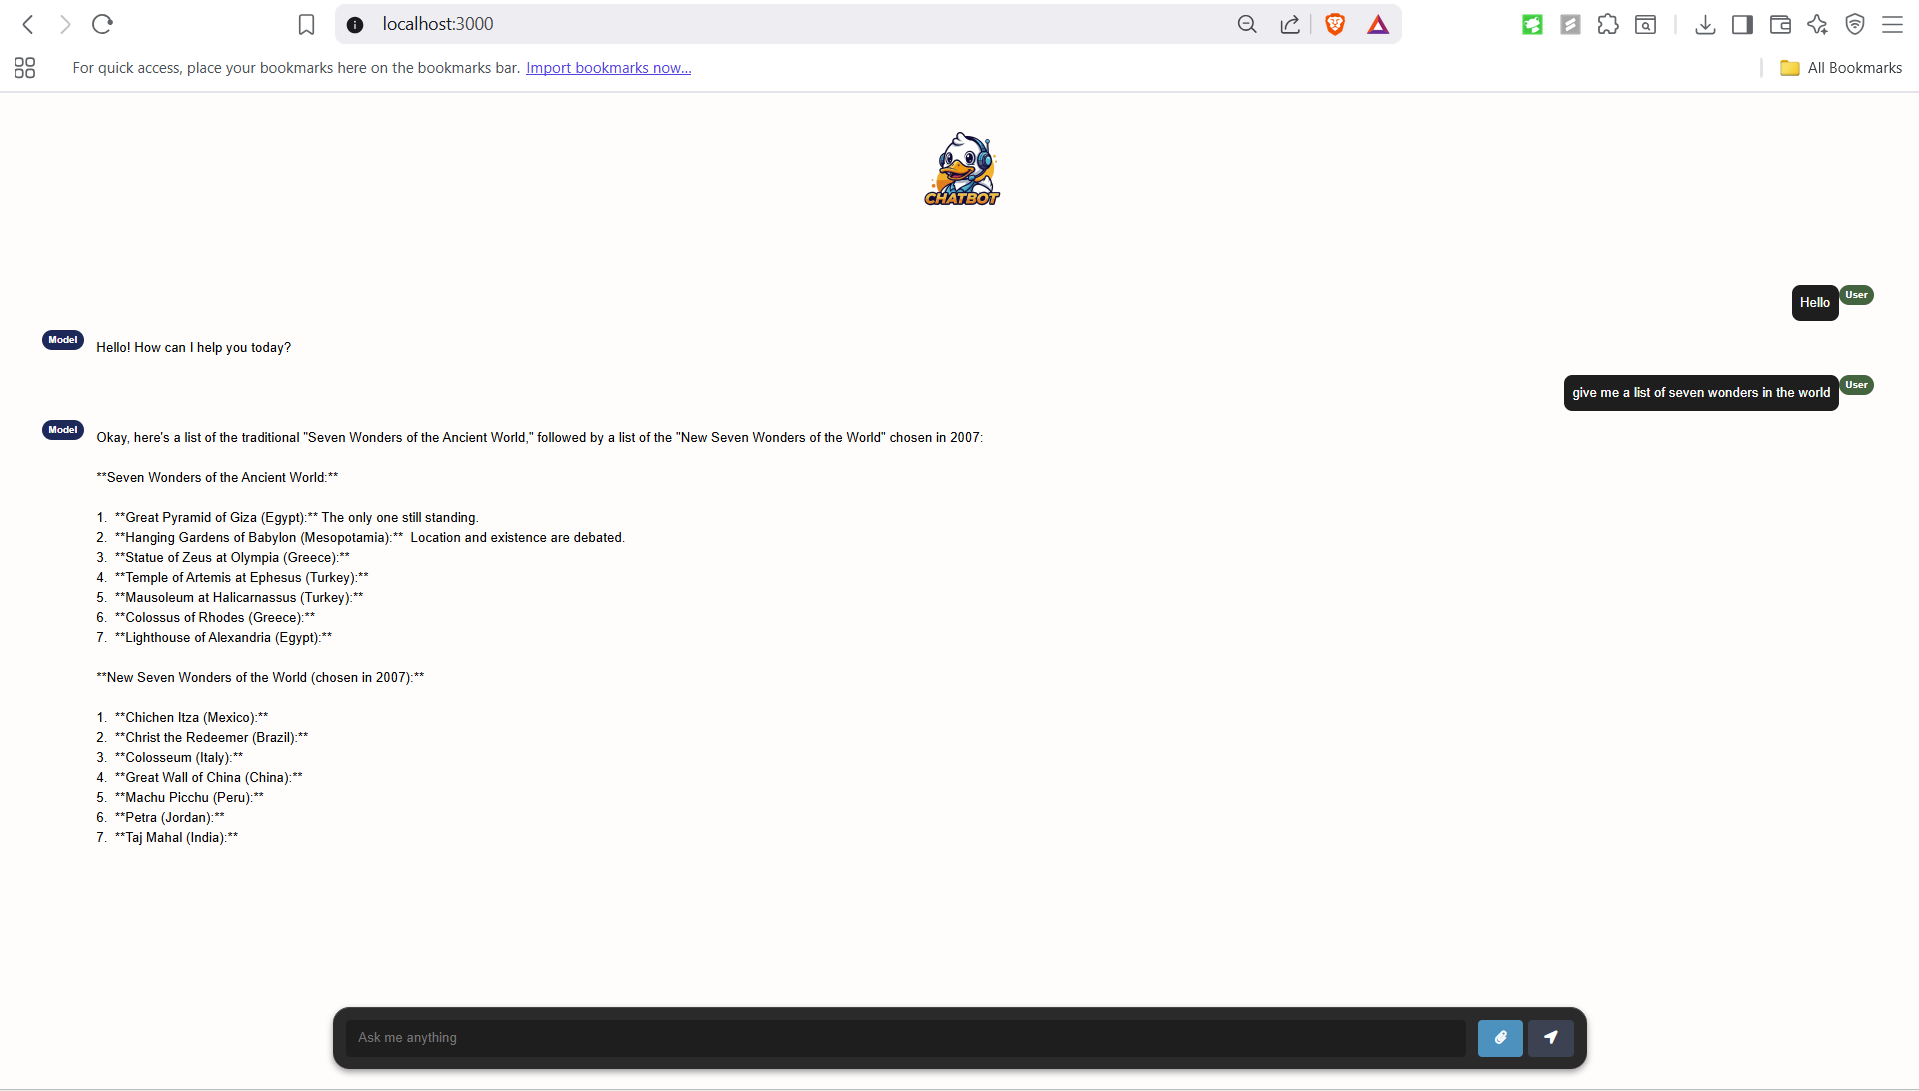 localhost:3000
For quick access, place your bookmarks here on the bookmarks bar. Import bookmarks now...
All Bookmarks
CHATBOT
Hello
User
Model
Hello! How can I help you today?
give me a list of seven wonders in the world
User
Model
Okay, here's a list of the traditional "Seven Wonders of the Ancient World," followed by a list of the "New Seven Wonders of the World" chosen in 2007:
**Seven Wonders of the Ancient World:**
1. **Great Pyramid of Giza (Egypt):** The only one still standing.
2. **Hanging Gardens of Babylon (Mesopotamia):** Location and existence are debated.
3. **Statue of Zeus at Olympia (Greece):**
4. **Temple of Artemis at Ephesus (Turkey):**
5. **Mausoleum at Halicarnassus (Turkey):**
6. **Colossus of Rhodes (Greece):**
7. **Lighthouse of Alexandria (Egypt):**
**New Seven Wonders of the World (chosen in 2007):**
1. **Chichen Itza (Mexico):**
2. **Christ the Redeemer (Brazil):**
3. **Colosseum (Italy):**
4. **Great Wall of China (China):**
5. **Machu Picchu (Peru):**
6. **Petra (Jordan):**
7. **Taj Mahal (India):**
Ask me anything